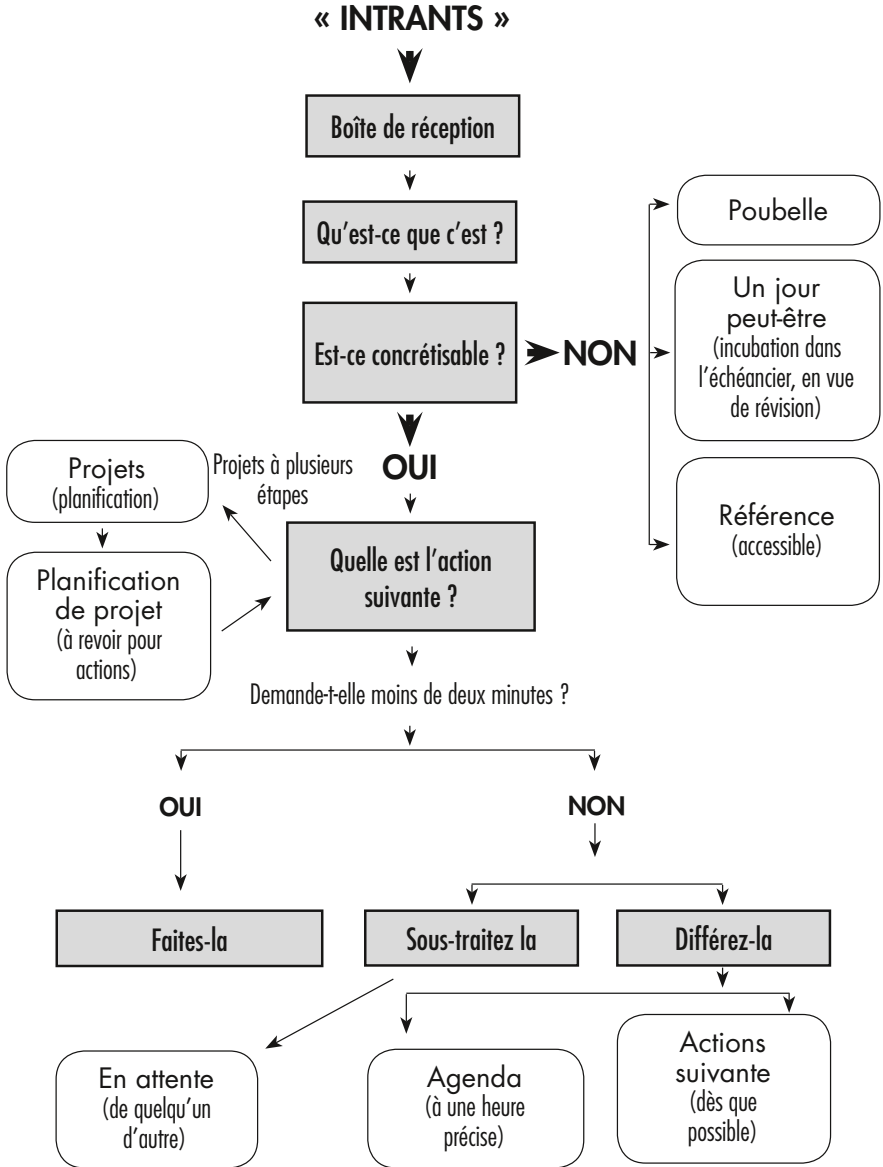 « INTRANTS »
Boîte de réception
Qu'est-ce que c'est ?
Est-ce concrétisable ?
NON
Poubelle
Un jour
peut-être
(incubation dans
l'échéancier, en vue
de révision)
Référence
(accessible)
OUI
Projets à plusieurs
étapes
Projets
(planification)
Planification
de projet
(à revoir pour
actions)
Quelle est l'action
suivante ?
Demande-t-elle moins de deux minutes ?
OUI
NON
Faites-la
Sous-traitez la
Différez-la
En attente
(de quelqu'un
d'autre)
Agenda
(à une heure
précise)
Actions
suivante
(dès que
possible)